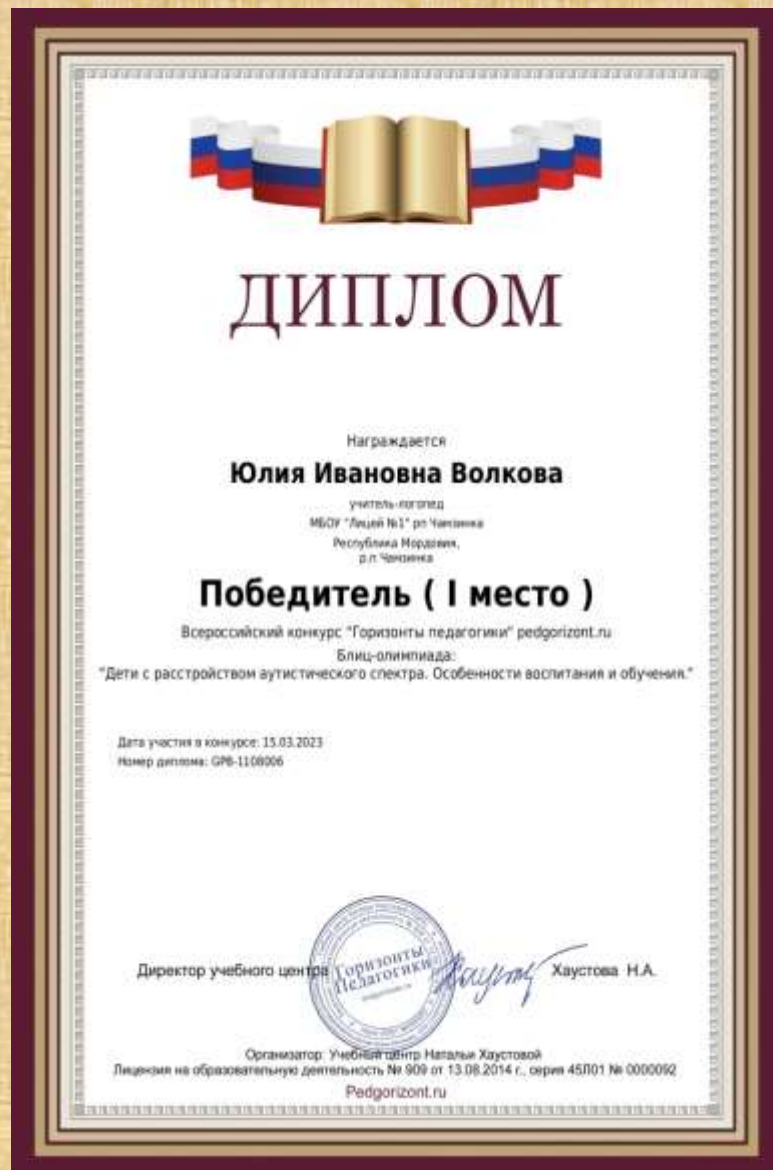 ДИПЛОМ
Награждается
Юлия Ивановна Волкова
учитель-логопед
МБОУ "Лицей №1" рп Чамзинка
Республика Мордовия,
р.п. Чамзинка
Победитель ( I место )
Всероссийский конкурс "Горизонты педагогики" pedgorizont.ru
Блиц-олимпиада:
"Дети с расстройством аутистического спектра. Особенности воспитания и обучения."
Дата участия в конкурсе: 15.03.2023
Номер диплома: GPB-1108006
Директор учебного центра
Горизонты
Педагогики
Хаустова Н.А.
Организатор: Учебный центр Натальи Хаустовой
Лицензия на образовательную деятельность № 909 от 13.08.2014 г., серия 45Л01 № 0000092
Pedgorizont.ru